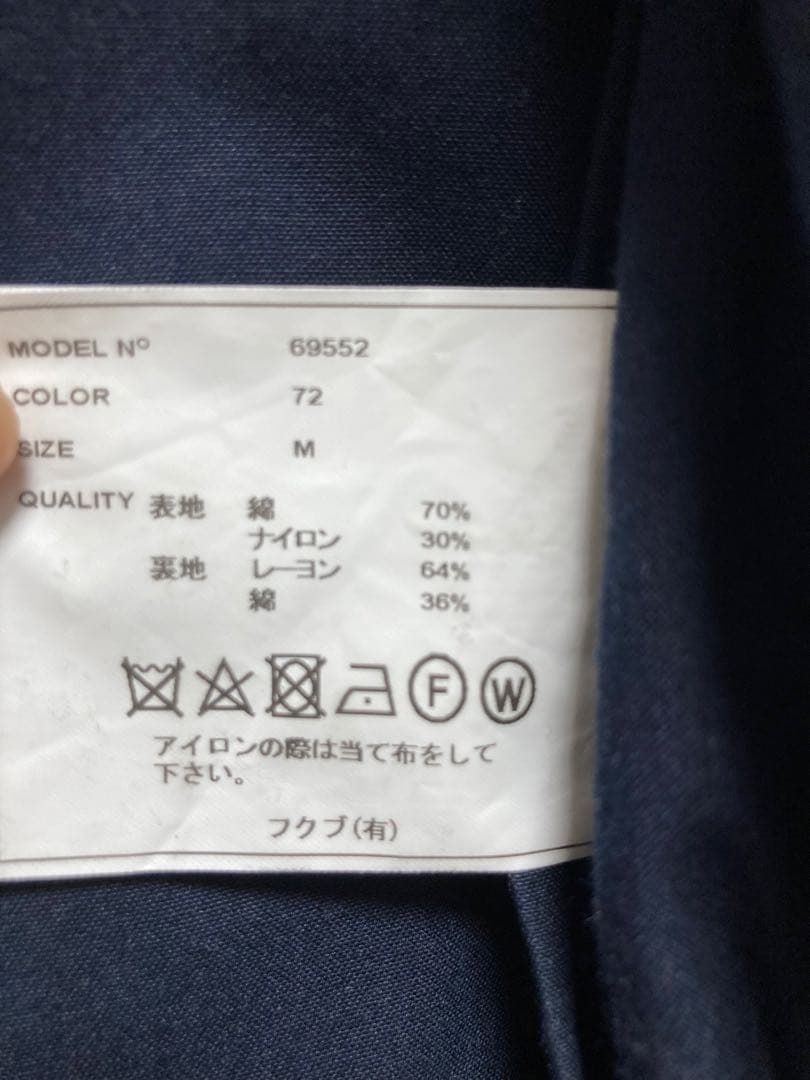 MODEL Nº 69552
COLOR 72
SIZE M
QUALITY 表地 綿 70%
ナイロン 30%
裏地 レーヨン 64%
綿 36%
F W
アイロンの際は当て布をして
下さい。
フクブ(有)